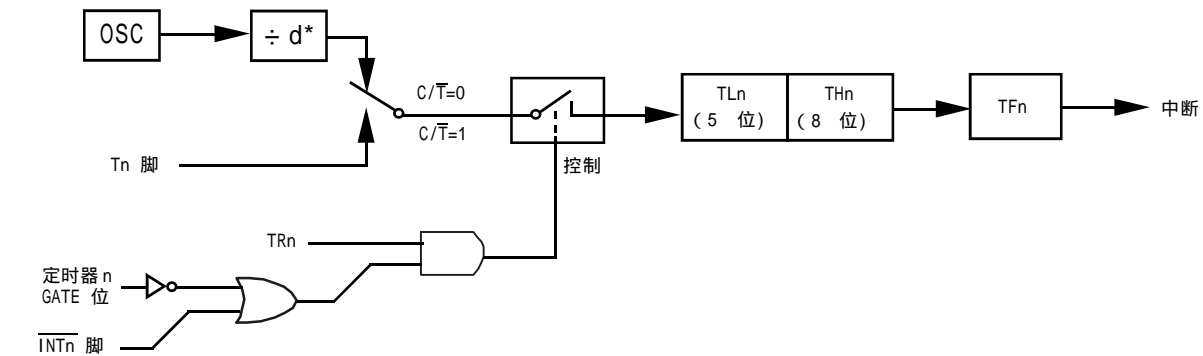 OSC
÷ d*
C/T̅=0
C/T̅=1
Tn 脚
控制
TLn
(5 位)
THn
(8 位)
TFn
中断
TRn
定时器n
GATE 位
I̅N̅T̅n̅ 脚